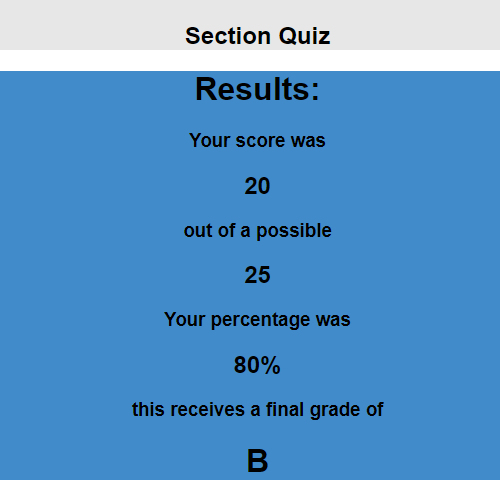 Section Quiz
Results:
Your score was
20
out of a possible
25
Your percentage was
80%
this receives a final grade of
B